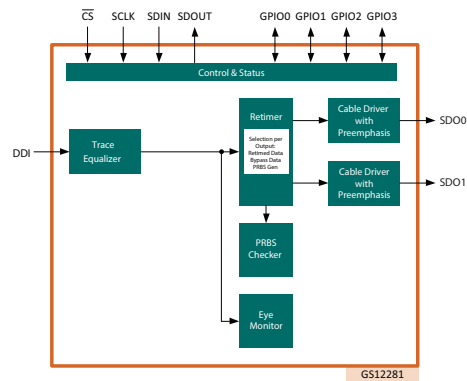 CS SCLK SDIN SDOUT GPIO0 GPIO1 GPIO2 GPIO3
Control & Status
Retimer
Selection per
Output:
Retimed Data
Bypass Data
PRBS Gen
Cable Driver
with
Preemphasis
SDO0
DDI
Trace
Equalizer
Cable Driver
with
Preemphasis
SDO1
PRBS
Checker
Eye
Monitor
GS12281